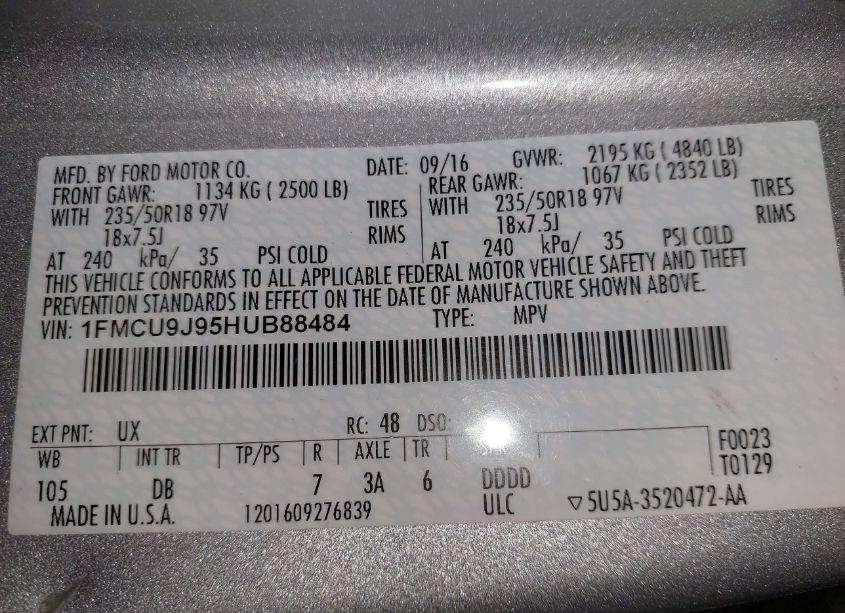 MFD. BY FORD MOTOR CO. DATE: 09/16 GVWR: 2195 KG ( 4840 LB)
FRONT GAWR: 1134 KG ( 2500 LB) REAR GAWR: 1067 KG ( 2352 LB)
WITH 235/50R18 97V TIRES WITH 235/50R18 97V TIRES
18x7.5J RIMS 18x7.5J RIMS
AT 240 kPa/ 35 PSI COLD AT 240 kPa/ 35 PSI COLD
THIS VEHICLE CONFORMS TO ALL APPLICABLE FEDERAL MOTOR VEHICLE SAFETY AND THEFT
PREVENTION STANDARDS IN EFFECT ON THE DATE OF MANUFACTURE SHOWN ABOVE.
VIN: 1FMCU9J95HUB88484 TYPE: MPV
EXT PNT: UX RC: 48 DSO:
WB INT TR TP/PS R AXLE TR F0023
105 DB 7 3A 6 DDDD T0129
MADE IN U.S.A. 1201609276839 ULC ▽5U5A-3520472-AA